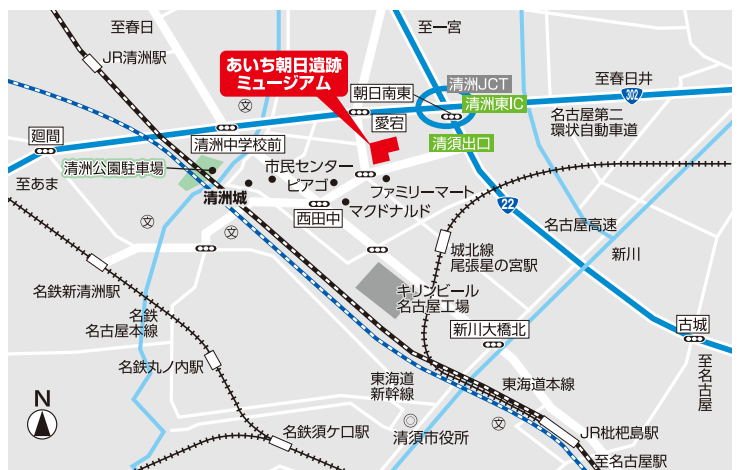 至春日
至一宮
JR清洲駅
あいち朝日遺跡
ミュージアム
朝日南東
清洲JCT
清洲東IC
至春日井
302
名古屋第二
環状自動車道
愛宕
廻間
清洲中学校前
清須出口
清洲公園駐車場
市民センター
ピアゴ
ファミリーマート
至あま
清洲城
西田中
マクドナルド
22
名古屋高速
新川
城北線
尾張星の宮駅
名鉄新清洲駅
キリンビール
名古屋工場
名鉄
名古屋本線
新川大橋北
古城
名鉄丸ノ内駅
至名古屋
東海道
新幹線
東海道本線
N
名鉄須ケ口駅
清須市役所
JR枇杷島駅
至名古屋駅
文
文
文
文